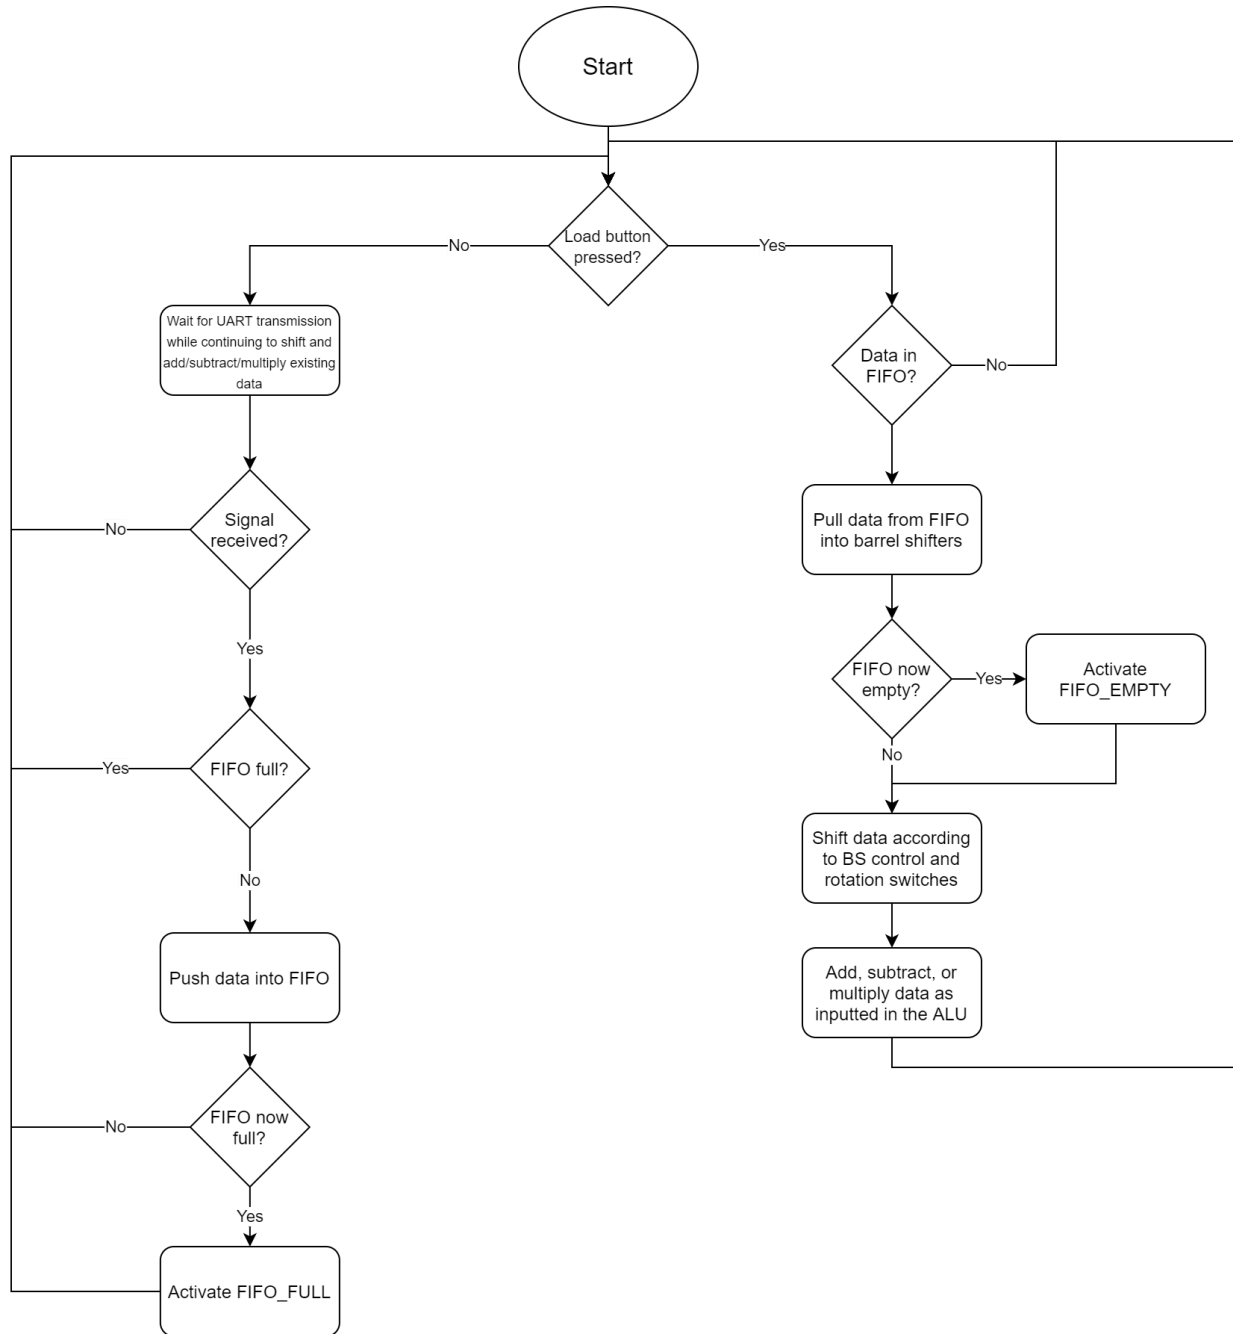 Start
Load button
pressed?
No
Yes
Wait for UART transmission
while continuing to shift and
add/subtract/multiply existing
data
Data in
FIFO?
No
Signal
received?
No
Yes
Pull data from FIFO
into barrel shifters
FIFO now
empty?
Yes
Activate
FIFO_EMPTY
No
FIFO full?
Yes
No
Shift data according
to BS control and
rotation switches
Add, subtract, or
multiply data as
inputted in the ALU
Push data into FIFO
FIFO now
full?
No
Yes
Activate FIFO_FULL